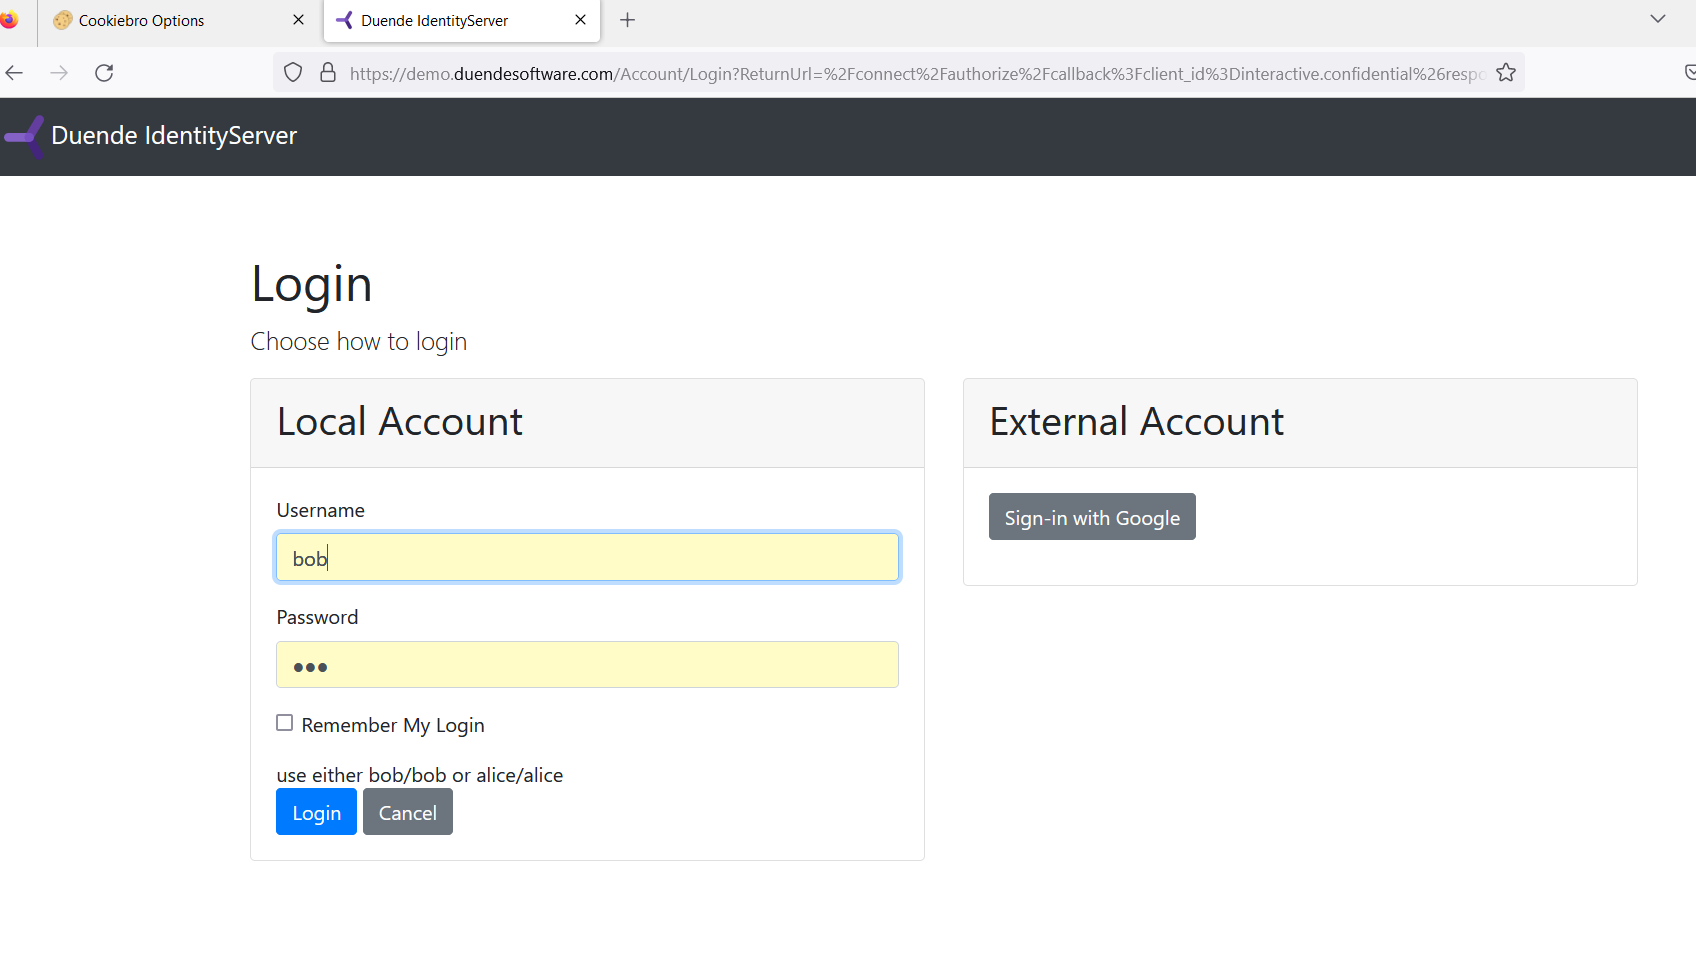 Cookiebro Options
Duende IdentityServer
https://demo.duendesoftware.com/Account/Login?ReturnUrl=%2Fconnect%2Fauthorize%2Fcallback%3Fclient_id%3Dinteractive.confidential%26respo
Duende IdentityServer
Login
Choose how to login
Local Account
Username
bob
Password
•••
Remember My Login
use either bob/bob or alice/alice
Login Cancel
External Account
Sign-in with Google